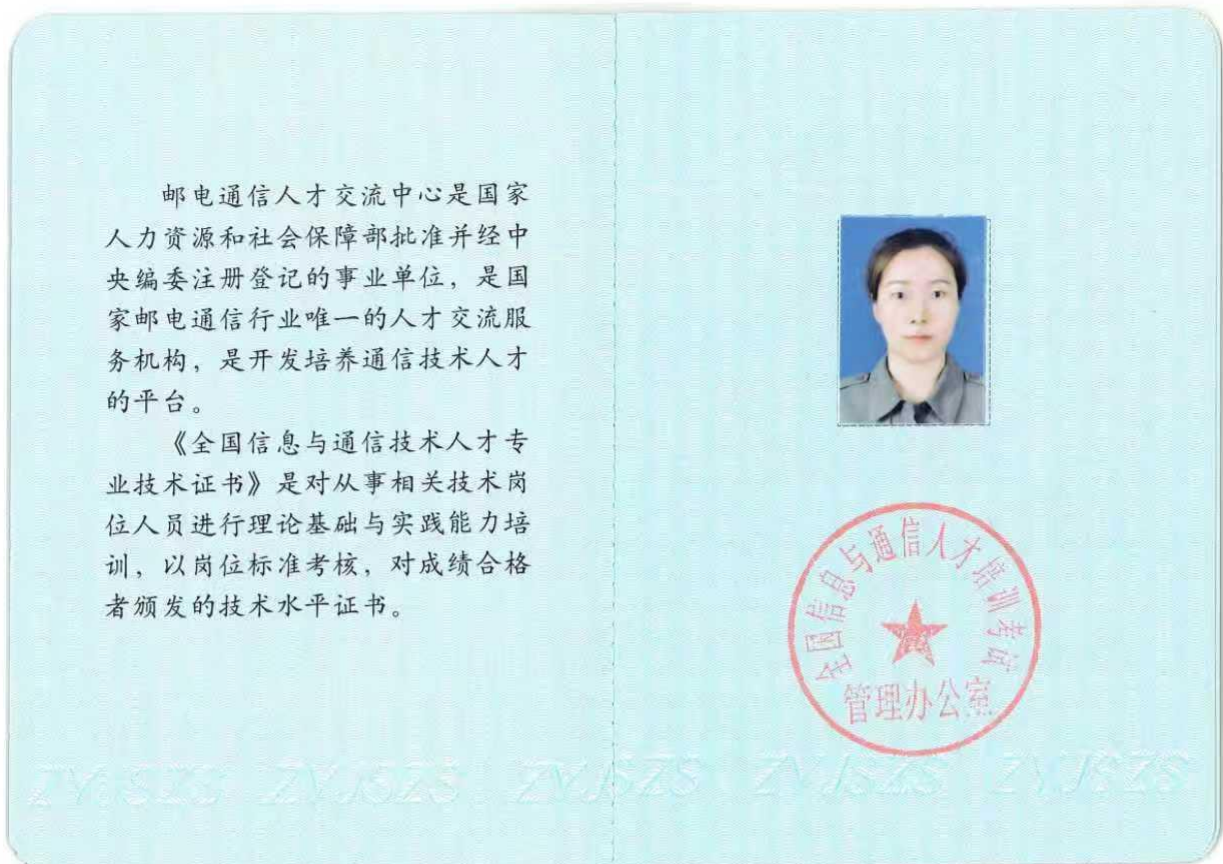 邮电通信人才交流中心是国家
人力资源和社会保障部批准并经中
央编委注册登记的事业单位，是国
家邮电通信行业唯一的人才交流服
务机构，是开发培养通信技术人才
的平台。
《全国信息与通信技术人才专
业技术证书》是对从事相关技术岗
位人员进行理论基础与实践能力培
训，以岗位标准考核，对成绩合格
者颁发的技术水平证书。
全国信息与通信人才培训考试
管理办公室
ZYJSZS ZYJSZS ZYJSZS ZYJSZS ZYJSZS